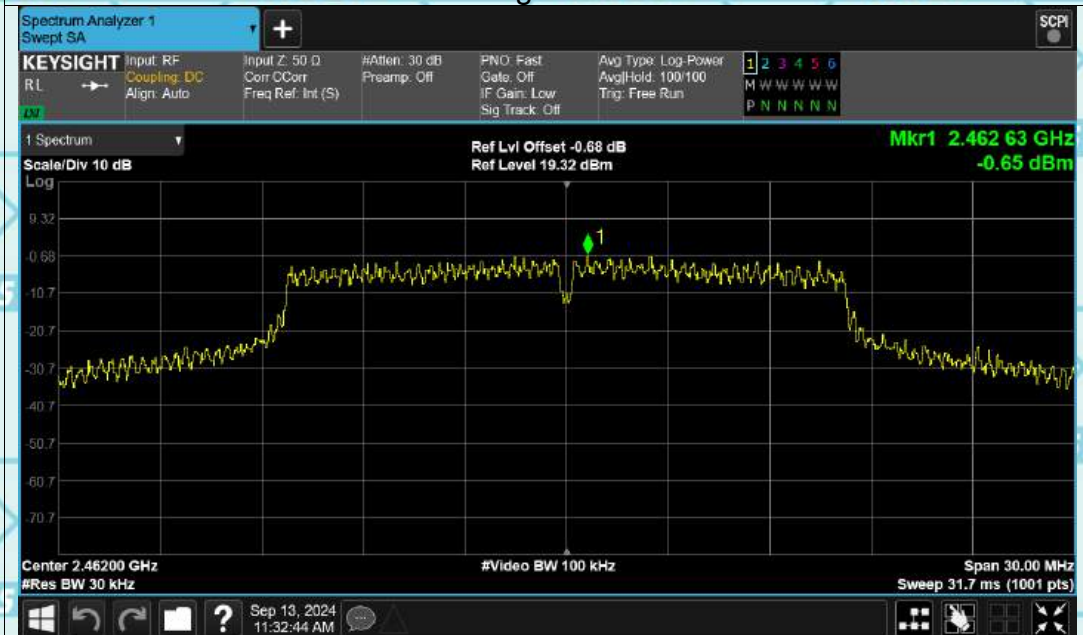 Spectrum Analyzer 1
Swept SA
+
SCPI
KEYSIGHT
RL
LXI
Input: RF
Coupling: DC
Align: Auto
Input Z: 50 Ω
Corr CCorr
Freq Ref: Int (S)
#Atten: 30 dB
Preamp: Off
PNO: Fast
Gate: Off
IF Gain: Low
Sig Track: Off
Avg Type: Log-Power
Avg|Hold: 100/100
Trig: Free Run
1 2 3 4 5 6
M W W W W W
P N N N N N
1 Spectrum
Scale/Div 10 dB
Log
Ref Lvl Offset -0.68 dB
Ref Level 19.32 dBm
Mkr1 2.462 63 GHz
-0.65 dBm
9.32
1
-0.68
-10.7
-20.7
-30.7
-40.7
-50.7
-60.7
-70.7
Center 2.46200 GHz
#Res BW 30 kHz
#Video BW 100 kHz
Span 30.00 MHz
Sweep 31.7 ms (1001 pts)
?
Sep 13, 2024
11:32:44 AM